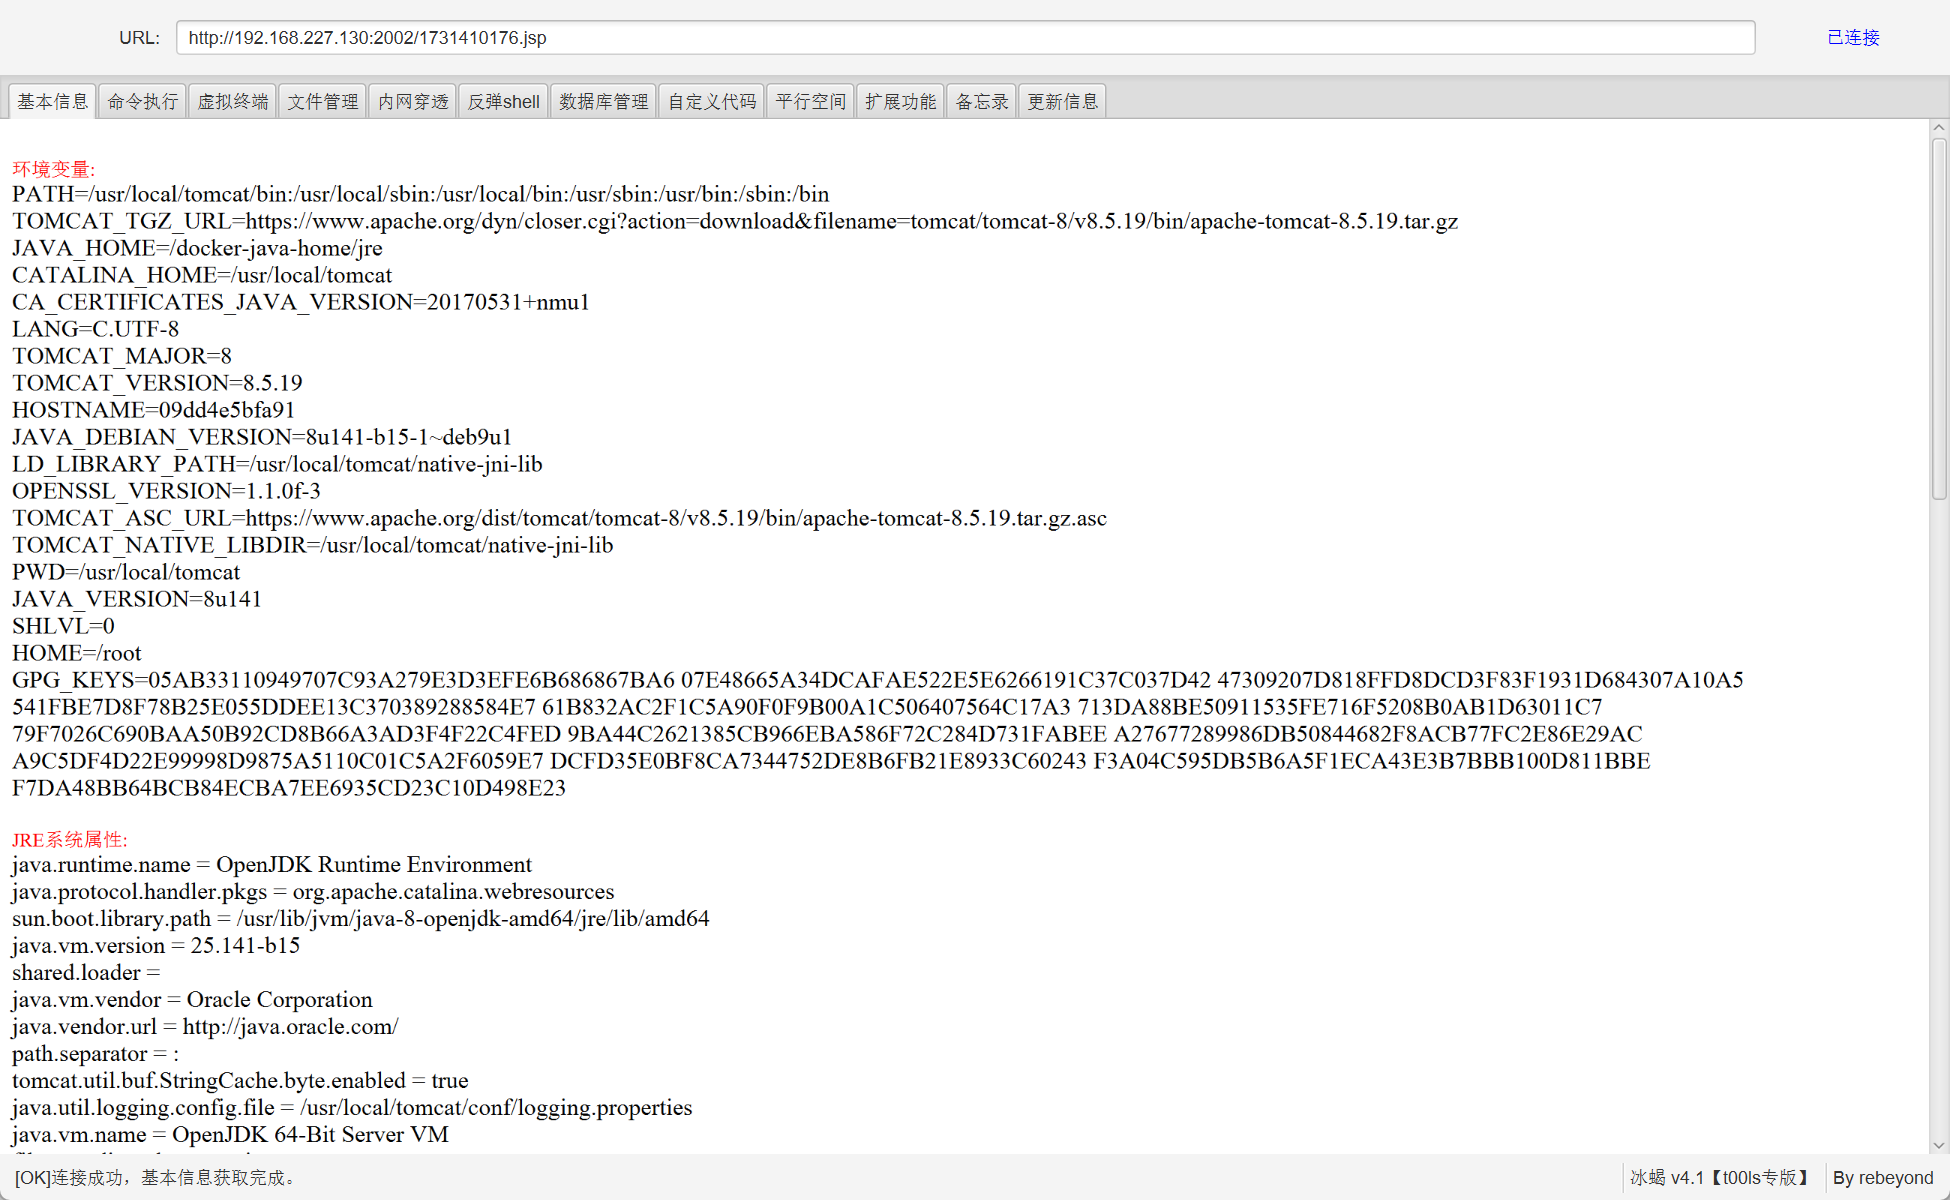 URL: http://192.168.227.130:2002/1731410176.jsp 已连接
基本信息 命令执行 虚拟终端 文件管理 内网穿透 反弹shell 数据库管理 自定义代码 平行空间 扩展功能 备忘录 更新信息
环境变量:
PATH=/usr/local/tomcat/bin:/usr/local/sbin:/usr/local/bin:/usr/sbin:/usr/bin:/sbin:/bin
TOMCAT_TGZ_URL=https://www.apache.org/dyn/closer.cgi?action=download&filename=tomcat/tomcat-8/v8.5.19/bin/apache-tomcat-8.5.19.tar.gz
JAVA_HOME=/docker-java-home/jre
CATALINA_HOME=/usr/local/tomcat
CA_CERTIFICATES_JAVA_VERSION=20170531+nmu1
LANG=C.UTF-8
TOMCAT_MAJOR=8
TOMCAT_VERSION=8.5.19
HOSTNAME=09dd4e5bfa91
JAVA_DEBIAN_VERSION=8u141-b15-1~deb9u1
LD_LIBRARY_PATH=/usr/local/tomcat/native-jni-lib
OPENSSL_VERSION=1.1.0f-3
TOMCAT_ASC_URL=https://www.apache.org/dist/tomcat/tomcat-8/v8.5.19/bin/apache-tomcat-8.5.19.tar.gz.asc
TOMCAT_NATIVE_LIBDIR=/usr/local/tomcat/native-jni-lib
PWD=/usr/local/tomcat
JAVA_VERSION=8u141
SHLVL=0
HOME=/root
GPG_KEYS=05AB33110949707C93A279E3D3EFE6B686867BA6 07E48665A34DCAFAE522E5E6266191C37C037D42 47309207D818FFD8DCD3F83F1931D684307A10A5
541FBE7D8F78B25E055DDEE13C370389288584E7 61B832AC2F1C5A90F0F9B00A1C506407564C17A3 713DA88BE50911535FE716F5208B0AB1D63011C7
79F7026C690BAA50B92CD8B66A3AD3F4F22C4FED 9BA44C2621385CB966EBA586F72C284D731FABEE A27677289986DB50844682F8ACB77FC2E86E29AC
A9C5DF4D22E99998D9875A5110C01C5A2F6059E7 DCFD35E0BF8CA7344752DE8B6FB21E8933C60243 F3A04C595DB5B6A5F1ECA43E3B7BBB100D811BBE
F7DA48BB64BCB84ECBA7EE6935CD23C10D498E23
JRE系统属性:
java.runtime.name = OpenJDK Runtime Environment
java.protocol.handler.pkgs = org.apache.catalina.webresources
sun.boot.library.path = /usr/lib/jvm/java-8-openjdk-amd64/jre/lib/amd64
java.vm.version = 25.141-b15
shared.loader =
java.vm.vendor = Oracle Corporation
java.vendor.url = http://java.oracle.com/
path.separator = :
tomcat.util.buf.StringCache.byte.enabled = true
java.util.logging.config.file = /usr/local/tomcat/conf/logging.properties
java.vm.name = OpenJDK 64-Bit Server VM
[OK]连接成功，基本信息获取完成。 冰蝎 v4.1【t00ls专版】 By rebeyond